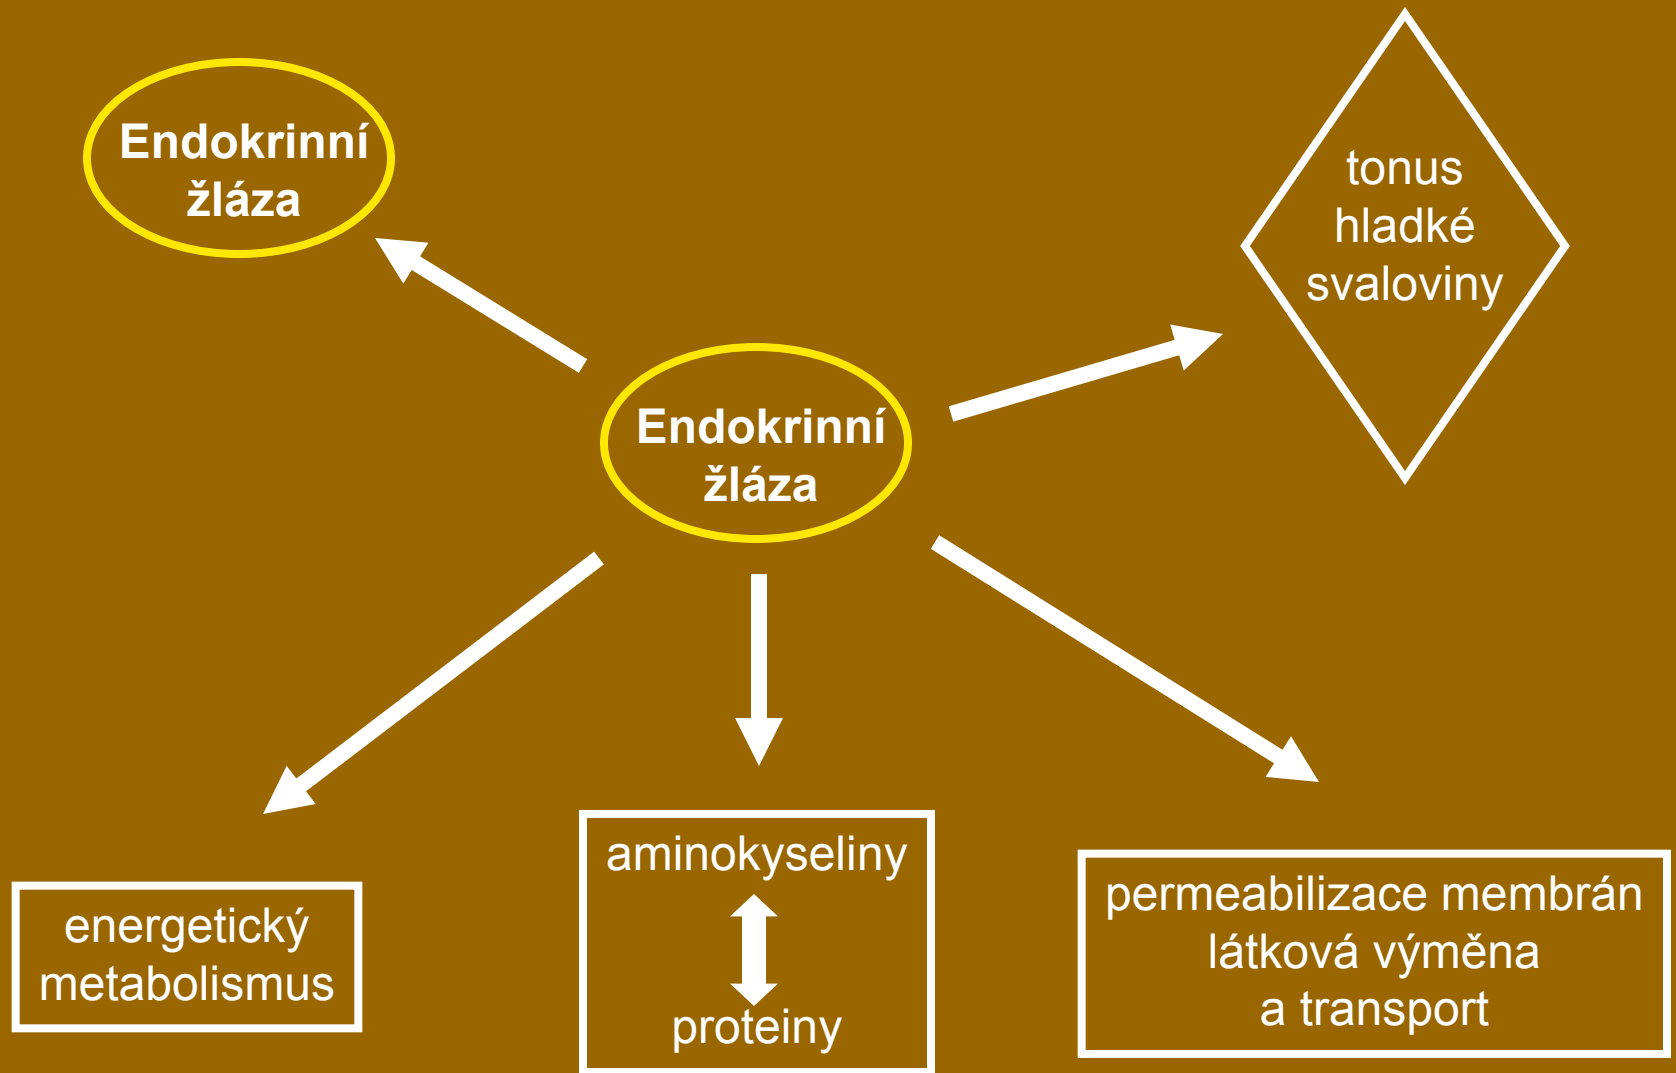 Endokrinní
žláza
tonus
hladké
svaloviny
Endokrinní
žláza
energetický
metabolismus
aminokyseliny
proteiny
permeabilizace membrán
látková výměna
a transport